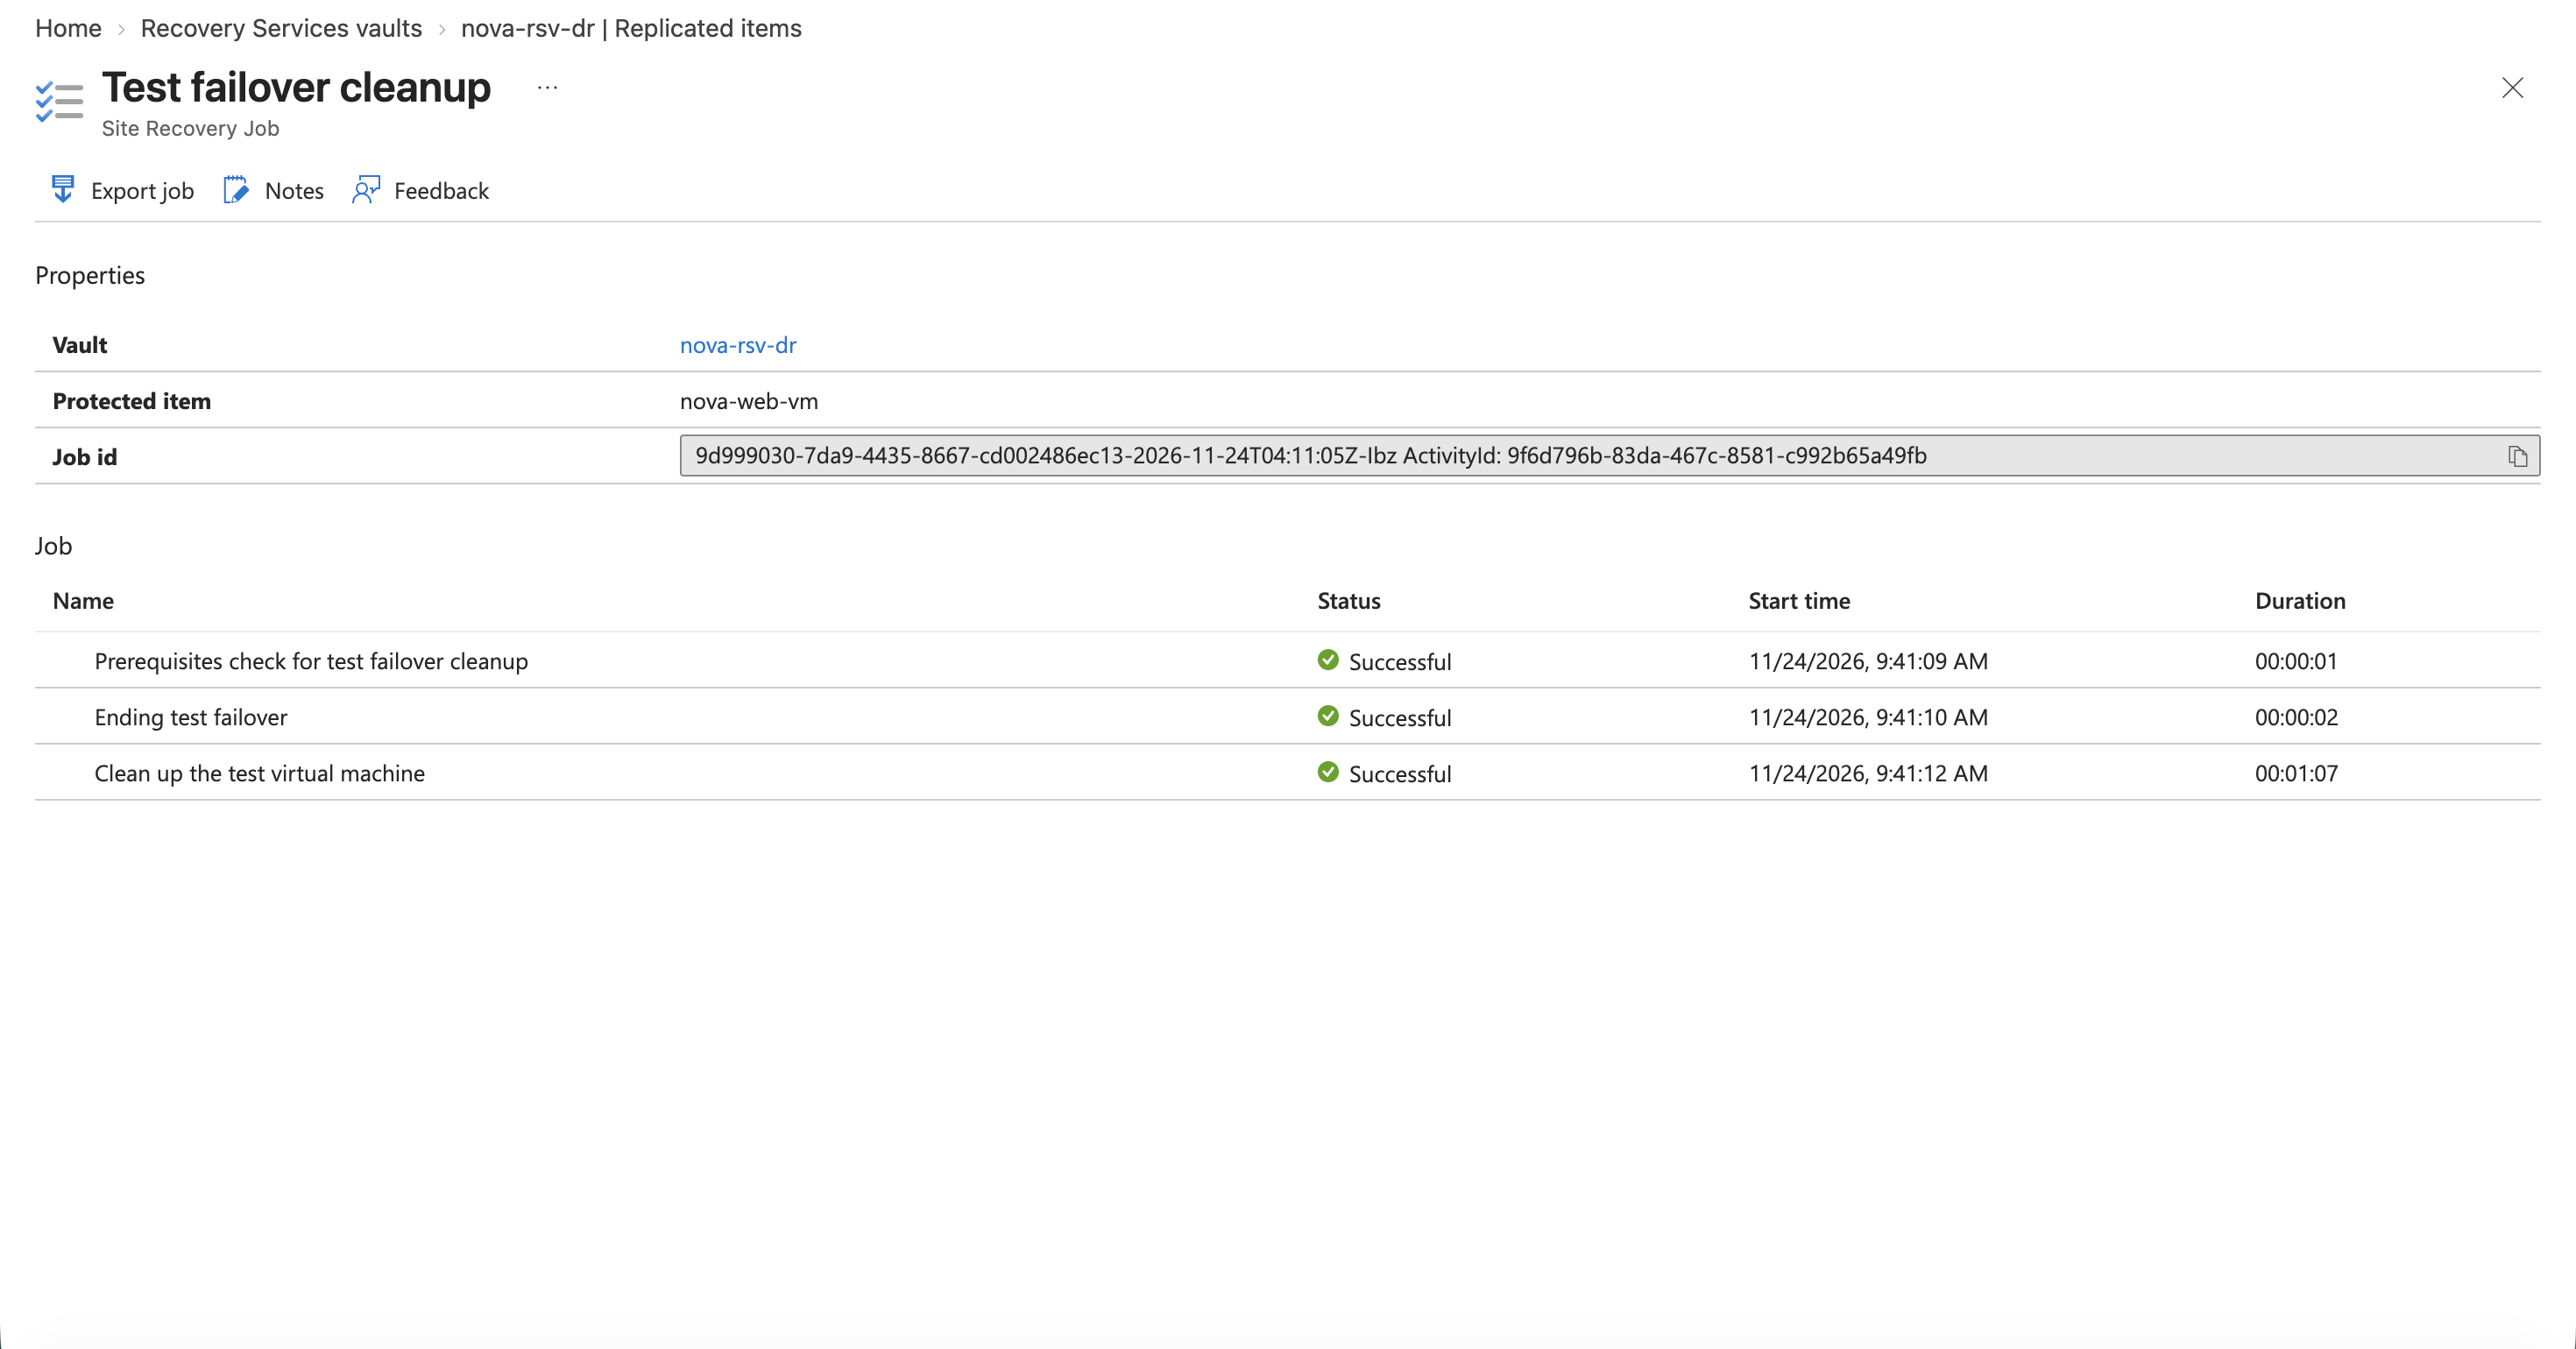 Home > Recovery Services vaults > nova-rsv-dr | Replicated items
Test failover cleanup ...
Site Recovery Job
Export job Notes Feedback
Properties
Vault nova-rsv-dr
Protected item nova-web-vm
Job id 9d999030-7da9-4435-8667-cd002486ec13-2026-11-24T04:11:05Z-Ibz ActivityId: 9f6d796b-83da-467c-8581-c992b65a49fb
Job
Name Status Start time Duration
Prerequisites check for test failover cleanup Successful 11/24/2026, 9:41:09 AM 00:00:01
Ending test failover Successful 11/24/2026, 9:41:10 AM 00:00:02
Clean up the test virtual machine Successful 11/24/2026, 9:41:12 AM 00:01:07